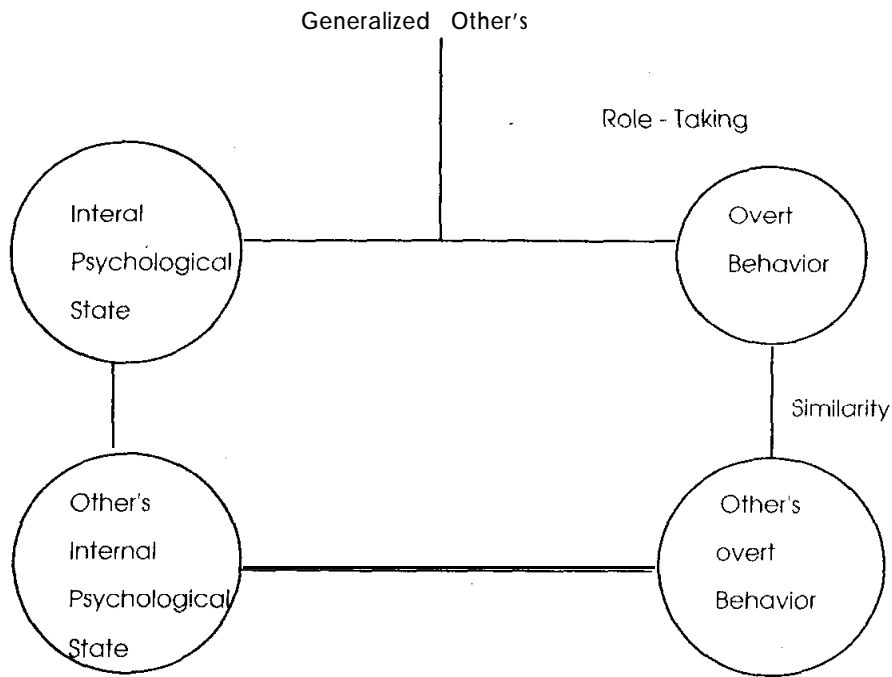 Generalized Other's
Role - Taking
Interal
Psychological
State
Overt
Behavior
Similarity
Other's
Internal
Psychological
State
Other's
overt
Behavior